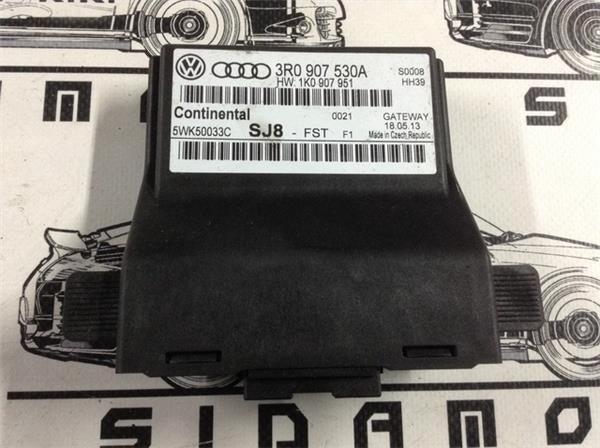 3R0 907 530A
HW: 1K0 907 951
S0008
HH39
Continental
0021
GATEWAY
18.05.13
5WK50033C
SJ8 - FST F1
Made in Czech Republic
SIDAMO